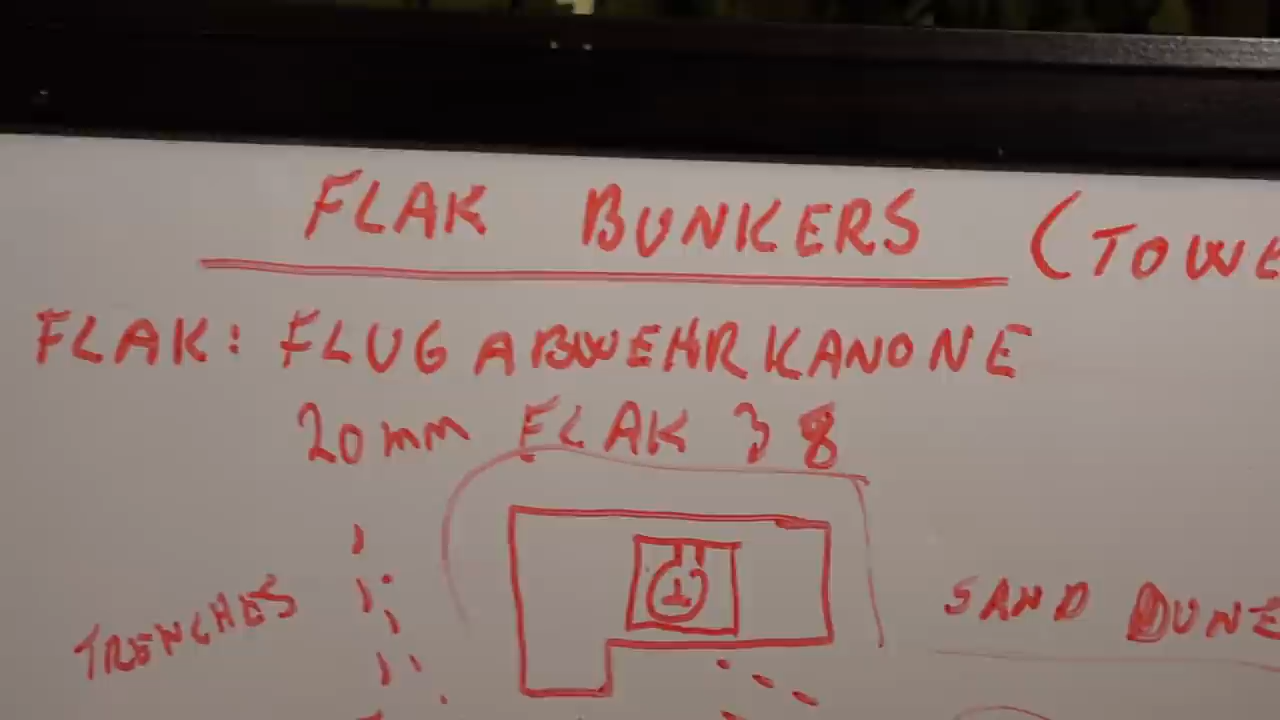 FLAK BUNKERS (TOWE
FLAK: FLUGABWEHRKANONE
20mm FLAK 38
TRENCHES
SAND DUNE